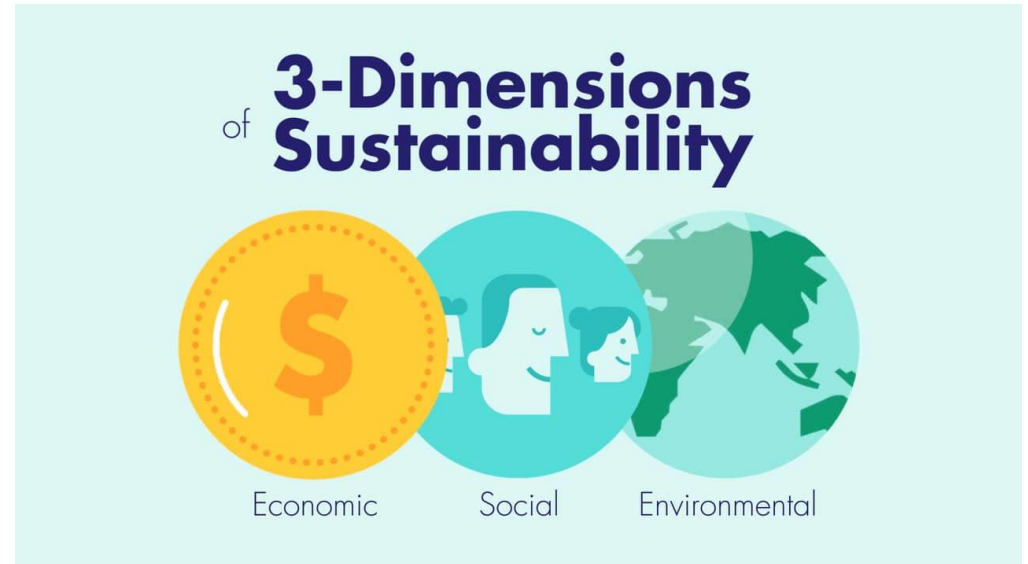 3-Dimensions
of Sustainability
$
Economic
Social
Environmental